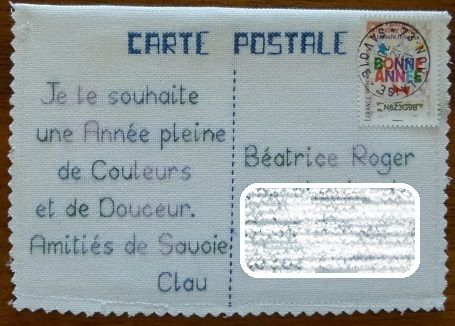 CARTE POSTALE
BONNE
ANNÉE
N8Z3G9B
Je te souhaite
une Année pleine
de Couleurs
et de Douceur.
Amitiés de Savoie
Clau
Béatrice Roger